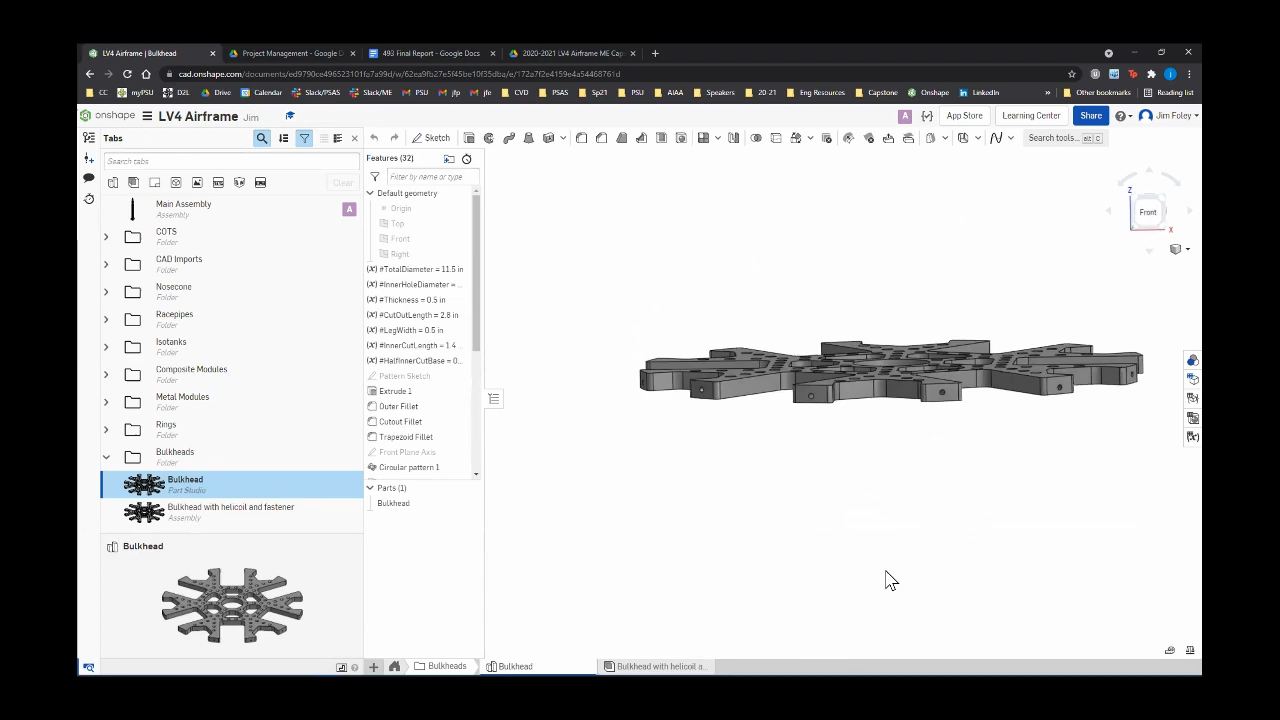 LV4 Airframe | Bulkhead
Project Management - Google D
493 Final Report - Google Docs
2020-2021 LV4 Airframe ME Cap
cad.onshape.com/documents/ed9790ce496523101fa7a99d/w/62ea9fb27e5f45be10f35dba/e/172a7f2e4159e4a54468761d
CC
myPSU
D2L
Drive
Calendar
Slack/PSAS
Slack/ME
PSU
jfp
jfe
CVD
PSAS
Sp21
PSU
AIAA
Speakers
20-21
Eng Resources
Capstone
Onshape
LinkedIn
»
Other bookmarks
Reading list
onshape
LV4 Airframe Jim
A
App Store
Learning Center
Share
Jim Foley
Tabs
Sketch
Search tools...
alt C
Search tabs
Clear
Features (32)
Filter by name or type
Main Assembly
Assembly
A
COTS
Folder
CAD Imports
Folder
Nosecone
Folder
Racepipes
Folder
Isotanks
Folder
Composite Modules
Folder
Metal Modules
Folder
Rings
Folder
Bulkheads
Folder
Bulkhead
Part Studio
Bulkhead with helicoil and fastener
Assembly
Bulkhead
Default geometry
Origin
Top
Front
Right
(x) #TotalDiameter = 11.5 in
(x) #InnerHoleDiameter = ...
(x) #Thickness = 0.5 in
(x) #CutOutLength = 2.8 in
(x) #LegWidth = 0.5 in
(x) #InnerCutLength = 1.4 ...
(x) #HalfInnerCutBase = 0...
Pattern Sketch
Extrude 1
Outer Fillet
Cutout Fillet
Trapezoid Fillet
Front Plane Axis
Circular pattern 1
Parts (1)
Bulkhead
Z
Front
X
Bulkheads
Bulkhead
Bulkhead with helicoil a...